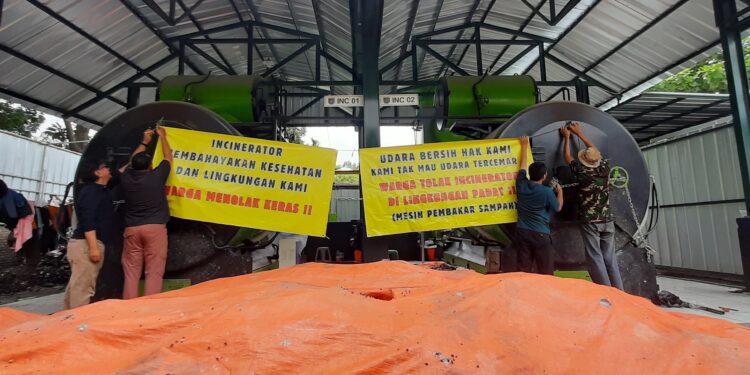 INC 01
INC 02
INCINERATOR
MEMBAHAYAKAN KESEHATAN
DAN LINGKUNGAN KAMI
WARGA MENOLAK KERAS !!
UDARA BERSIH HAK KAMI
KAMI TAK MAU UDARA TERCEMAR
WARGA TOLAK INCINERATOR
DI LINGKUNGAN PADAT !!
(MESIN PEMBAKAR SAMPAH)